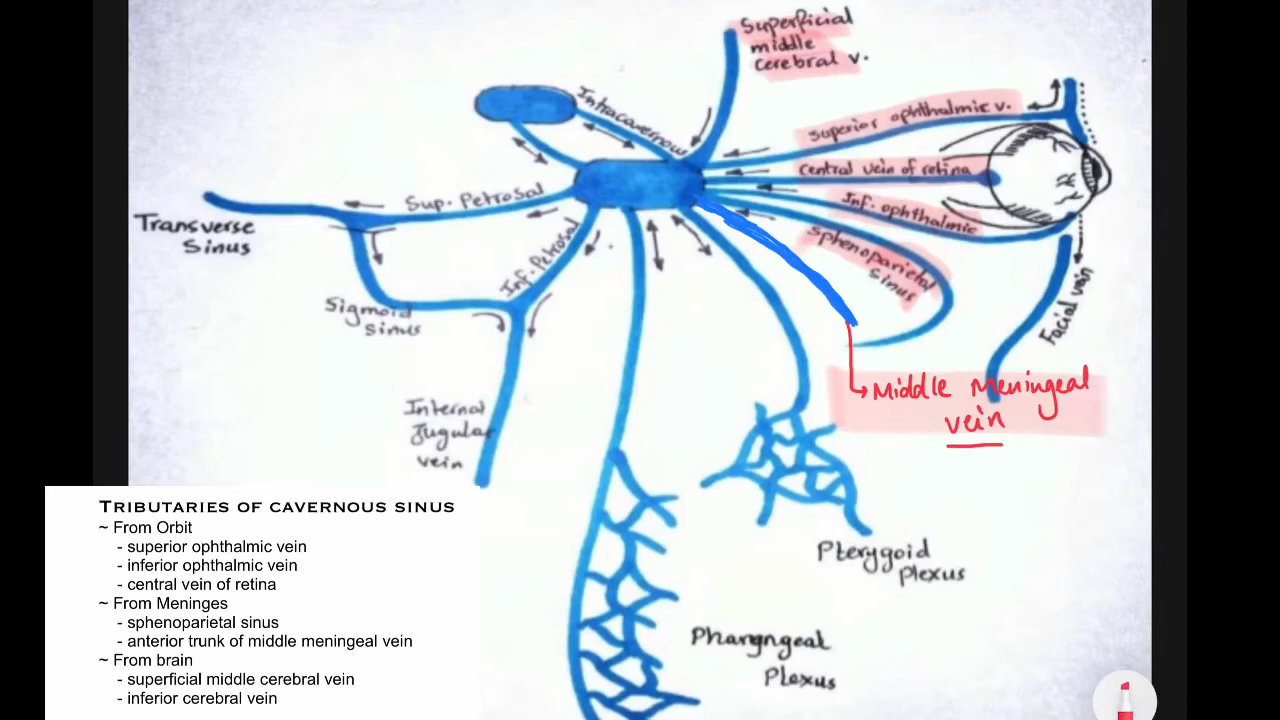 Superficial
middle
cerebral v.
Intracavernous
Superior ophthalmic v.
central vein of retina
Inf. ophthalmic
Sphenoparietal
sinus
Facial vein
Sup. Petrosal
Transverse
Sinus
Inf. Petrosal
Sigmoid
sinus
Middle Meningeal
vein
Internal
Jugular
vein
Pterygoid
Plexus
Pharyngeal
Plexus
TRIBUTARIES OF CAVERNOUS SINUS
~ From Orbit
- superior ophthalmic vein
- inferior ophthalmic vein
- central vein of retina
~ From Meninges
- sphenoparietal sinus
- anterior trunk of middle meningeal vein
~ From brain
- superficial middle cerebral vein
- inferior cerebral vein